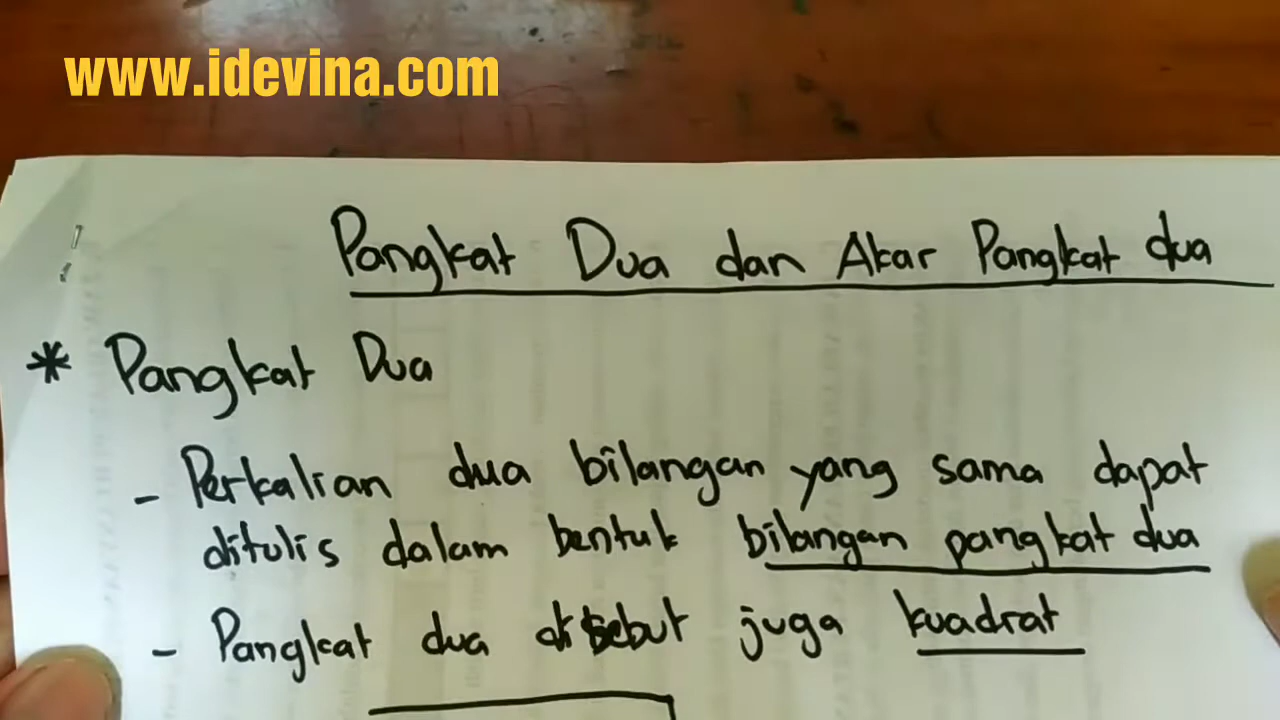 www.idevina.com
Pangkat Dua dan Akar Pangkat dua
* Pangkat Dua
- Perkalian dua bilangan yang sama dapat
ditulis dalam bentuk bilangan pangkat dua
- Pangkat dua disebut juga kuadrat